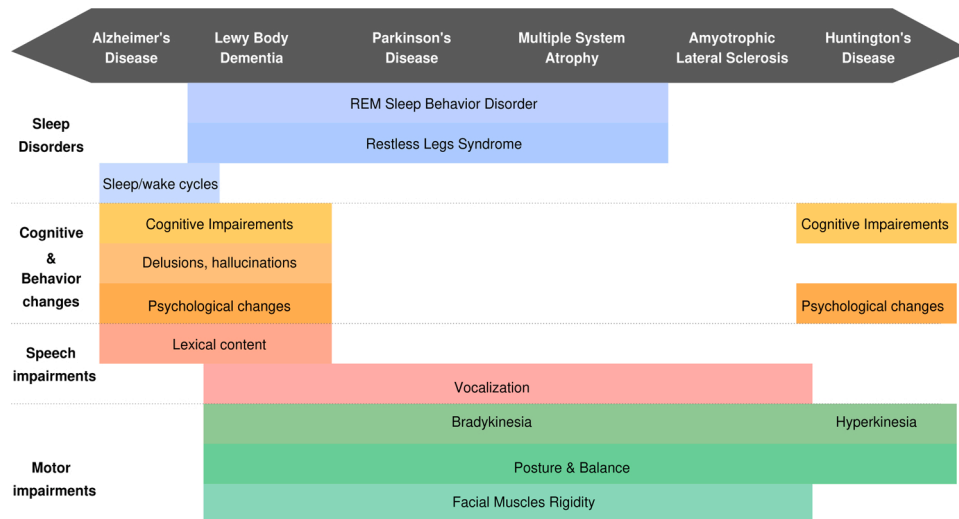 Alzheimer's Disease
Lewy Body Dementia
Parkinson's Disease
Multiple System Atrophy
Amyotrophic Lateral Sclerosis
Huntington's Disease
Sleep Disorders
REM Sleep Behavior Disorder
Restless Legs Syndrome
Sleep/wake cycles
Cognitive & Behavior changes
Cognitive Impairements
Cognitive Impairements
Delusions, hallucinations
Psychological changes
Psychological changes
Speech impairments
Lexical content
Vocalization
Motor impairments
Bradykinesia
Hyperkinesia
Posture & Balance
Facial Muscles Rigidity